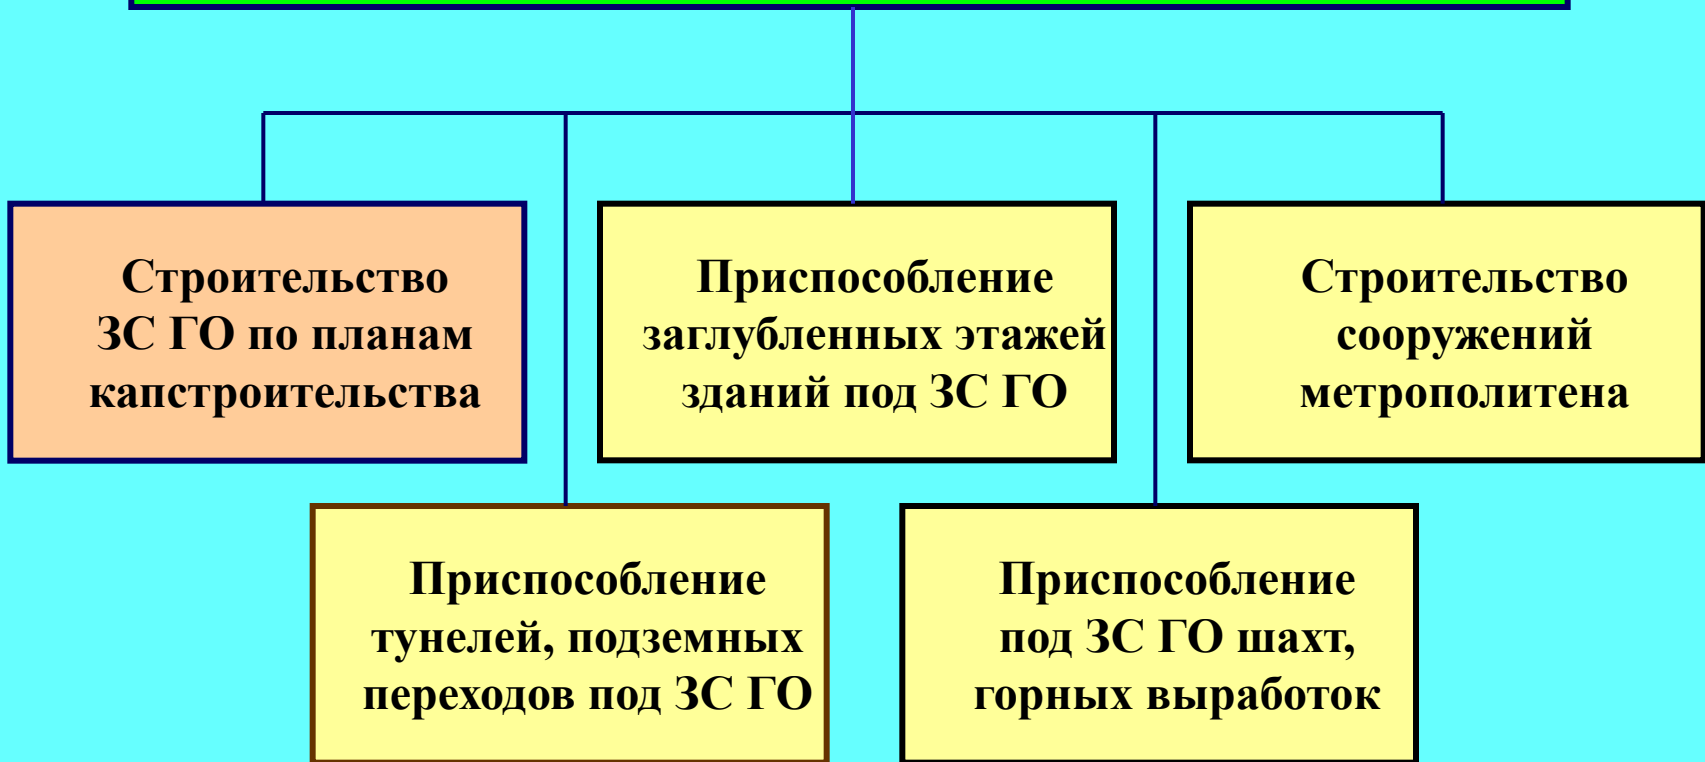 Строительство
ЗС ГО по планам
капстроительства
Приспособление
заглубленных этажей
зданий под ЗС ГО
Строительство
сооружений
метрополитена
Приспособление
тунелей, подземных
переходов под ЗС ГО
Приспособление
под ЗС ГО шахт,
горных выработок